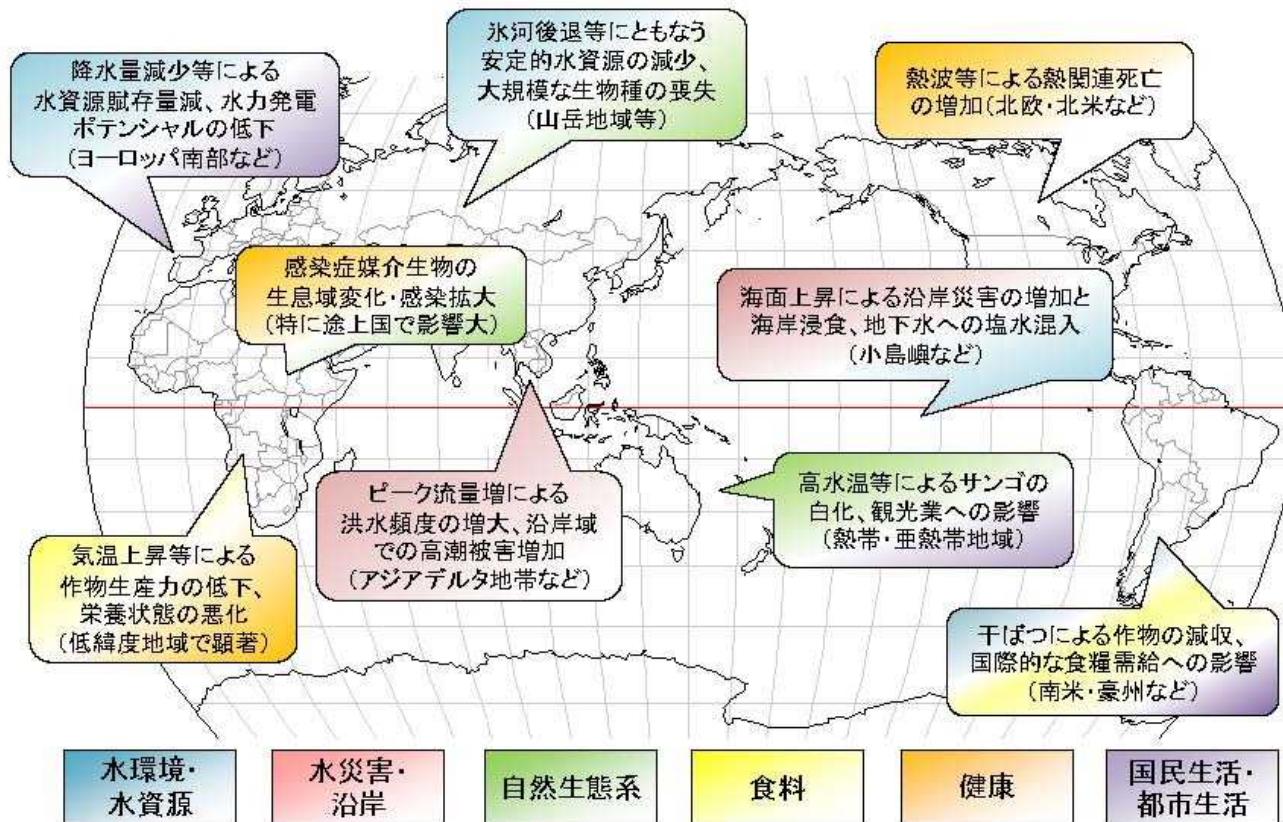 降水量減少等による
水資源賦存量減、水力発電
ポテンシャルの低下
(ヨーロッパ南部など)
氷河後退等にともなう
安定的水資源の減少、
大規模な生物種の喪失
(山岳地域等)
熱波等による熱関連死亡
の増加(北欧・北米など)
感染症媒介生物の
生息域変化・感染拡大
(特に途上国で影響大)
海面上昇による沿岸災害の増加と
海岸浸食、地下水への塩水混入
(小島嶼など)
気温上昇等による
作物生産力の低下、
栄養状態の悪化
(低緯度地域で顕著)
ピーク流量増による
洪水頻度の増大、沿岸域
での高潮被害増加
(アジアデルタ地帯など)
高水温等によるサンゴの
白化、観光業への影響
(熱帯・亜熱帯地域)
干ばつによる作物の減収、
国際的な食糧需給への影響
(南米・豪州など)
水環境・
水資源
水災害・
沿岸
自然生態系
食料
健康
国民生活・
都市生活